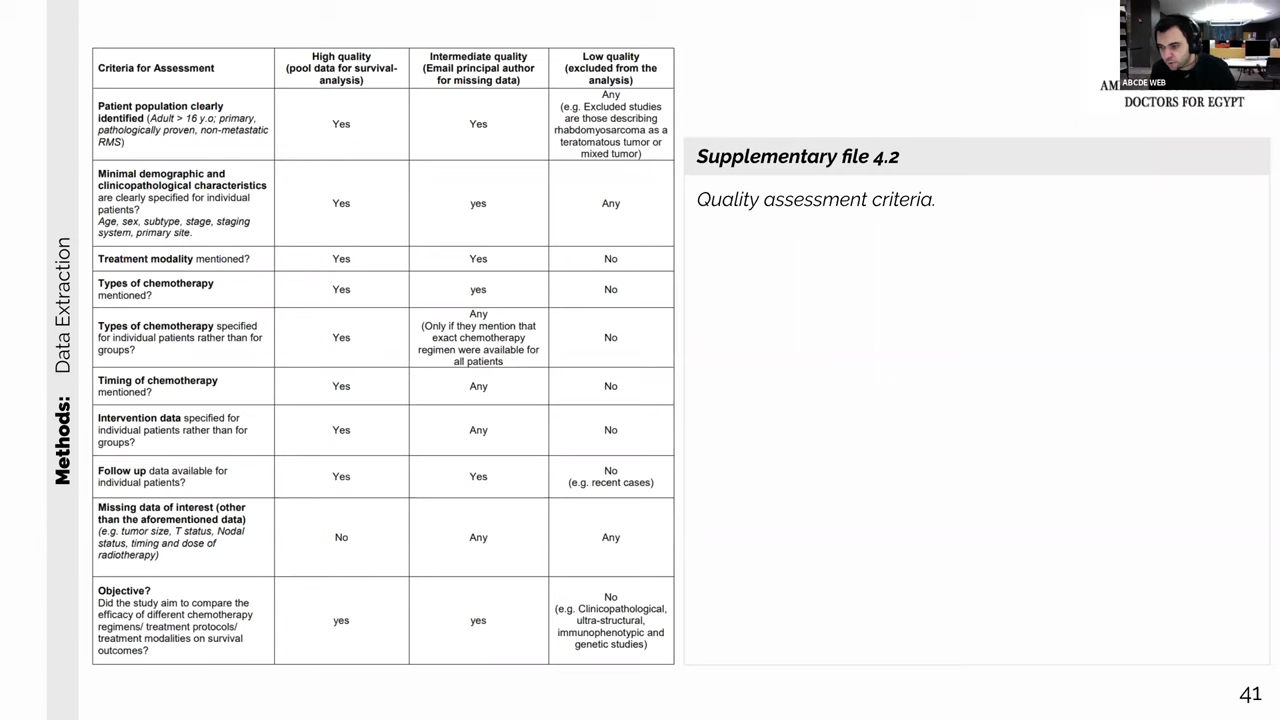 Methods: Data Extraction
Criteria for Assessment
High quality
(pool data for survival-
analysis)
Intermediate quality
(Email principal author
for missing data)
Low quality
(excluded from the
analysis)
Patient population clearly
identified (Adult > 16 y.o; primary,
pathologically proven, non-metastatic
RMS)
Yes
Yes
Any
(e.g. Excluded studies
are those describing
rhabdomyosarcoma as a
teratomatous tumor or
mixed tumor)
Minimal demographic and
clinicopathological characteristics
are clearly specified for individual
patients?
Age, sex, subtype, stage, staging
system, primary site.
Yes
yes
Any
Treatment modality mentioned?
Yes
Yes
No
Types of chemotherapy
mentioned?
Yes
yes
No
Types of chemotherapy specified
for individual patients rather than for
groups?
Yes
Any
(Only if they mention that
exact chemotherapy
regimen were available for
all patients
No
Timing of chemotherapy
mentioned?
Yes
Any
No
Intervention data specified for
individual patients rather than for
groups?
Yes
Any
No
Follow up data available for
individual patients?
Yes
Yes
No
(e.g. recent cases)
Missing data of interest (other
than the aforementioned data)
(e.g. tumor size, T status, Nodal
status, timing and dose of
radiotherapy)
No
Any
Any
Objective?
Did the study aim to compare the
efficacy of different chemotherapy
regimens/ treatment protocols/
treatment modalities on survival
outcomes?
yes
yes
No
(e.g. Clinicopathological,
ultra-structural,
immunophenotypic and
genetic studies)
ABCDE WEB
AM
DOCTORS FOR EGYPT
Supplementary file 4.2
Quality assessment criteria.
41